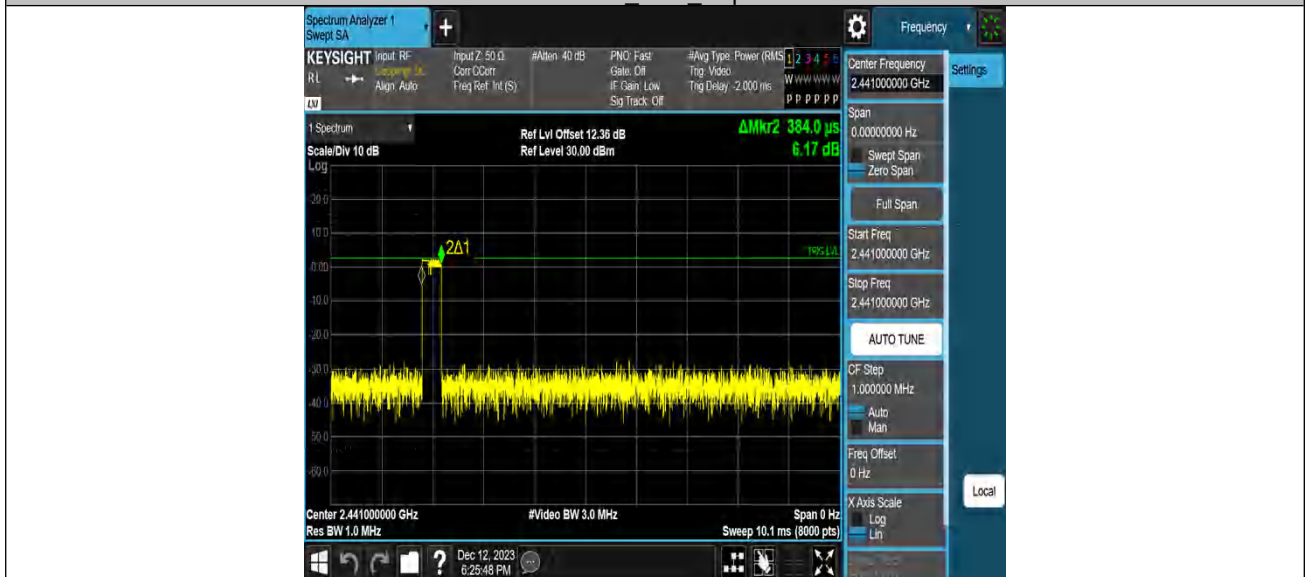 Spectrum Analyzer 1
Swept SA
Frequency
KEYSIGHT
RL
LXI
Input: RF
Align: Auto
Input Z: 50 Ω
Corr CCorr
Freq Ref: Int (S)
#Atten: 40 dB
PNO: Fast
Gate: Off
IF Gain: Low
Sig Track: Off
#Avg Type: Power (RMS
Trig: Video
Trig Delay: -2.000 ms
1 2 3 4 5 6
W W W W W W
P P P P P P
1 Spectrum
Scale/Div 10 dB
Log
Ref Lvl Offset 12.36 dB
Ref Level 30.00 dBm
ΔMkr2 384.0 µs
6.17 dB
20.0
10.0
0.00
-10.0
-20.0
-30.0
-40.0
-50.0
-60.0
2Δ1
TRIG LVL
Center 2.441000000 GHz
Res BW 1.0 MHz
#Video BW 3.0 MHz
Span 0 Hz
Sweep 10.1 ms (8000 pts)
Dec 12, 2023
6:25:48 PM
Center Frequency
2.441000000 GHz
Settings
Span
0.00000000 Hz
Swept Span
Zero Span
Full Span
Start Freq
2.441000000 GHz
Stop Freq
2.441000000 GHz
AUTO TUNE
CF Step
1.000000 MHz
Auto
Man
Freq Offset
0 Hz
X Axis Scale
Log
Lin
Local